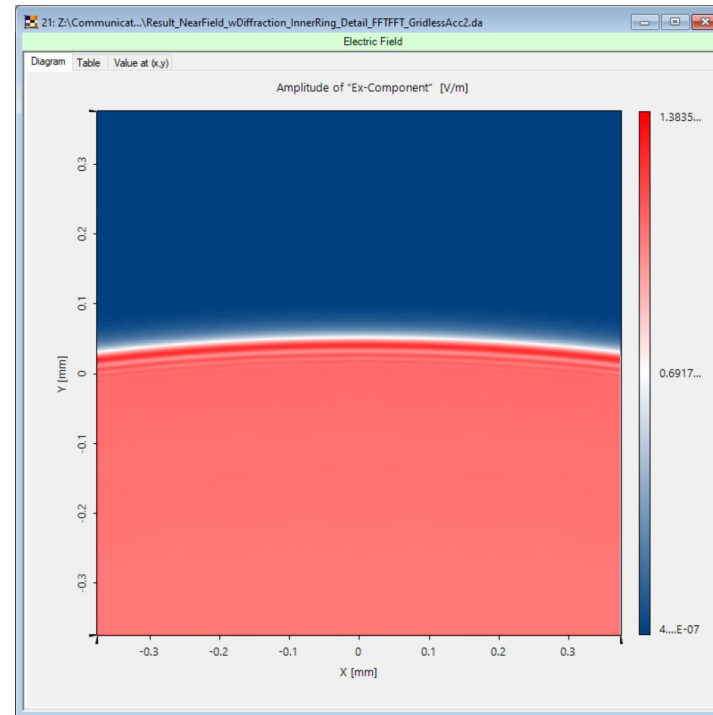 21: Z:\Communicat...\Result_NearField_wDiffraction_InnerRing_Detail_FFTFFT_GridlessAcc2.da
Electric Field
Diagram Table Value at (x,y)
Amplitude of "Ex-Component" [V/m]
1.3835...
0.6917...
4....E-07
0.3
0.2
0.1
0
-0.1
-0.2
-0.3
Y [mm]
-0.3 -0.2 -0.1 0 0.1 0.2 0.3
X [mm]